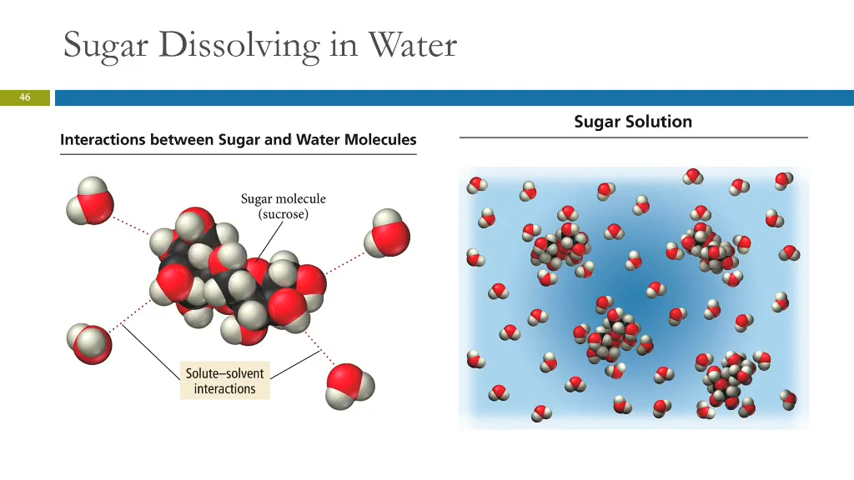 Sugar Dissolving in Water
46
Interactions between Sugar and Water Molecules
Sugar molecule
(sucrose)
Solute–solvent
interactions
Sugar Solution